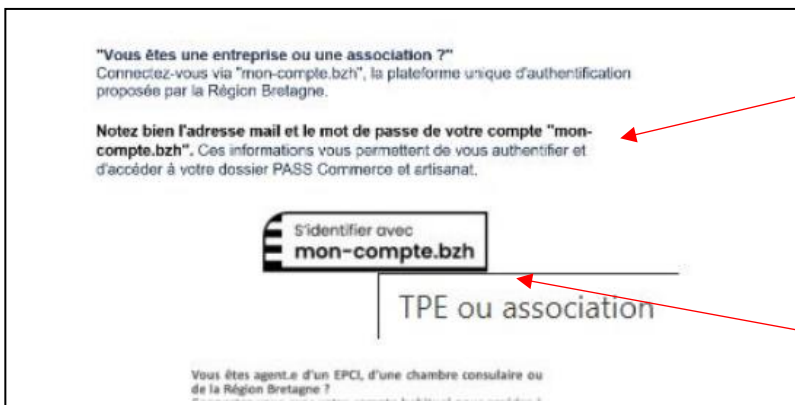 "Vous êtes une entreprise ou une association ?"
Connectez-vous via "mon-compte.bzh", la plateforme unique d'authentification
proposée par la Région Bretagne.
Notez bien l'adresse mail et le mot de passe de votre compte "mon-
compte.bzh". Ces informations vous permettent de vous authentifier et
d'accéder à votre dossier PASS Commerce et artisanat.
S'identifier avec
mon-compte.bzh
TPE ou association
Vous êtes agent.e d'un EPCI, d'une chambre consulaire ou
de la Région Bretagne ?